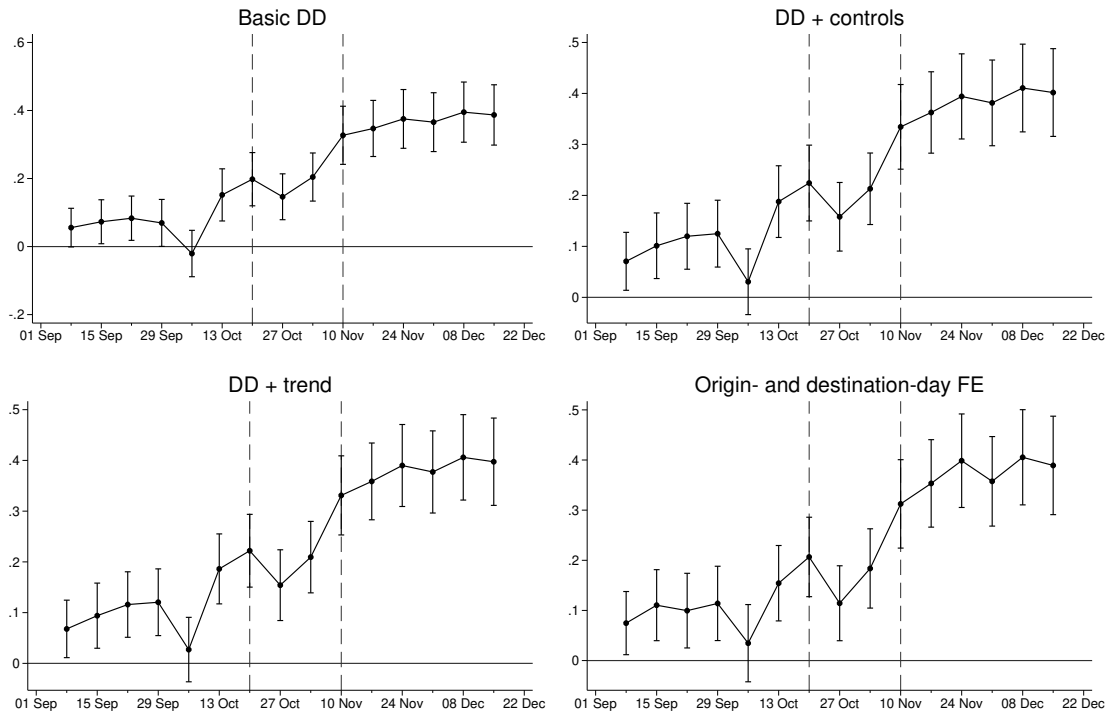 Basic DD
.6
.4
.2
0
-.2
01 Sep 15 Sep 29 Sep 13 Oct 27 Oct 10 Nov 24 Nov 08 Dec 22 Dec
DD + controls
.5
.4
.3
.2
.1
0
01 Sep 15 Sep 29 Sep 13 Oct 27 Oct 10 Nov 24 Nov 08 Dec 22 Dec
DD + trend
.5
.4
.3
.2
.1
0
01 Sep 15 Sep 29 Sep 13 Oct 27 Oct 10 Nov 24 Nov 08 Dec 22 Dec
Origin- and destination-day FE
.5
.4
.3
.2
.1
0
01 Sep 15 Sep 29 Sep 13 Oct 27 Oct 10 Nov 24 Nov 08 Dec 22 Dec